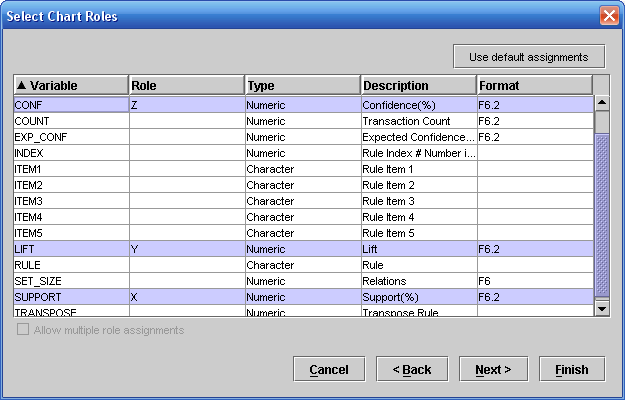 Select Chart Roles
Use default assignments
▲ Variable Role Type Description Format
CONF Z Numeric Confidence(%) F6.2
COUNT Numeric Transaction Count F6.2
EXP_CONF Numeric Expected Confidence... F6.2
INDEX Numeric Rule Index # Number i...
ITEM1 Character Rule Item 1
ITEM2 Character Rule Item 2
ITEM3 Character Rule Item 3
ITEM4 Character Rule Item 4
ITEM5 Character Rule Item 5
LIFT Y Numeric Lift F6.2
RULE Character Rule
SET_SIZE Numeric Relations F6
SUPPORT X Numeric Support(%) F6.2
TRANSPOSE Numeric Transpose Rule
Allow multiple role assignments
Cancel < Back Next > Finish